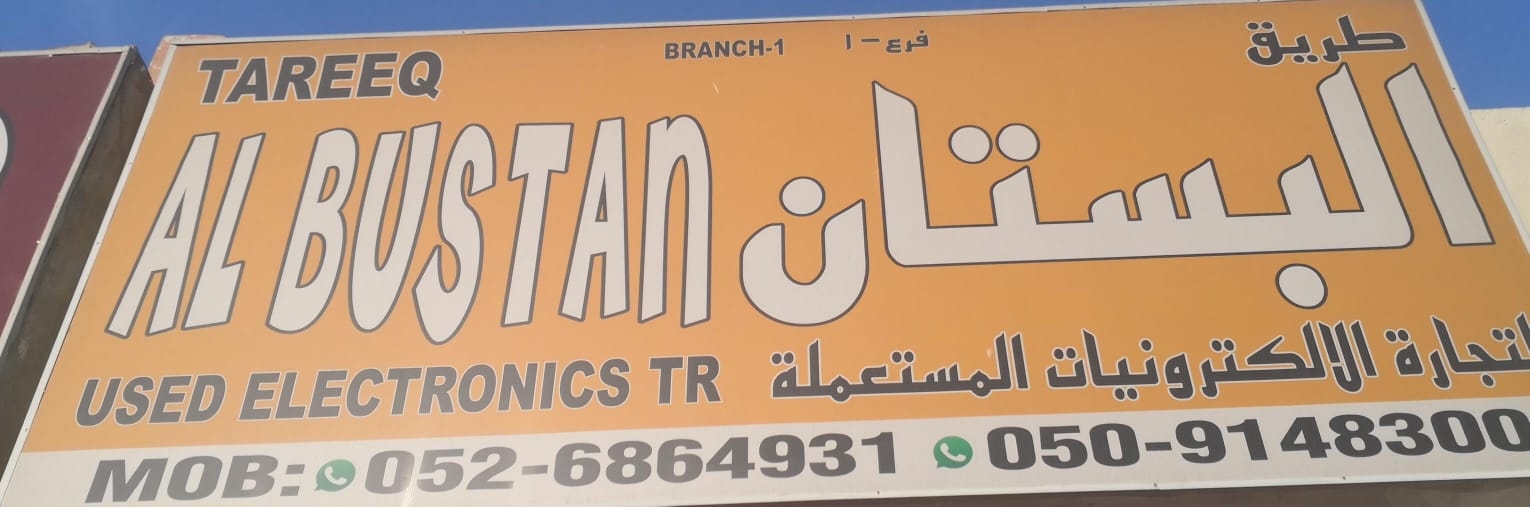 TAREEQ
BRANCH-1
فرع - ١
طريق
AL BUSTAN
البستان
USED ELECTRONICS TR
لتجارة الالكترونيات المستعملة
MOB: 052-6864931 050-9148300